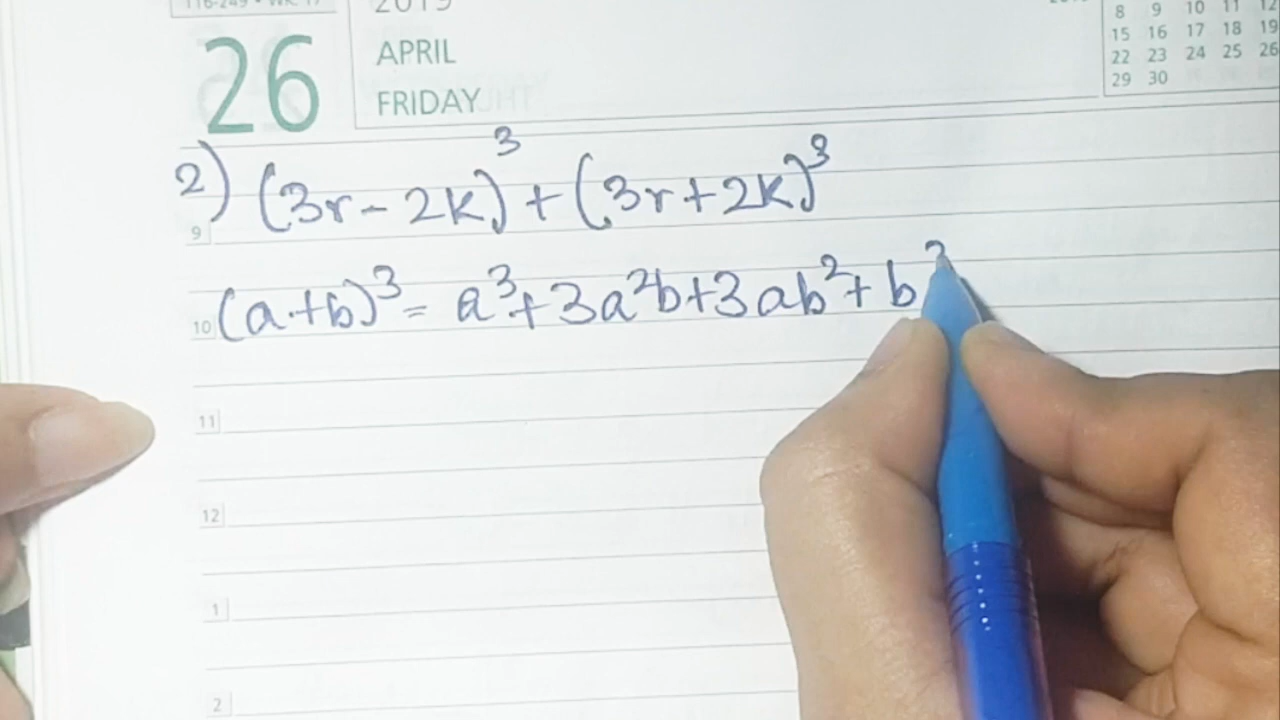 2019
26
APRIL
FRIDAY
8 9 10 11 12
15 16 17 18 19
22 23 24 25 26
29 30
2) (3r - 2k)³ + (3r + 2k)³
9
10 (a+b)³ = a³ + 3a²b + 3ab² + b
11
12
1
2